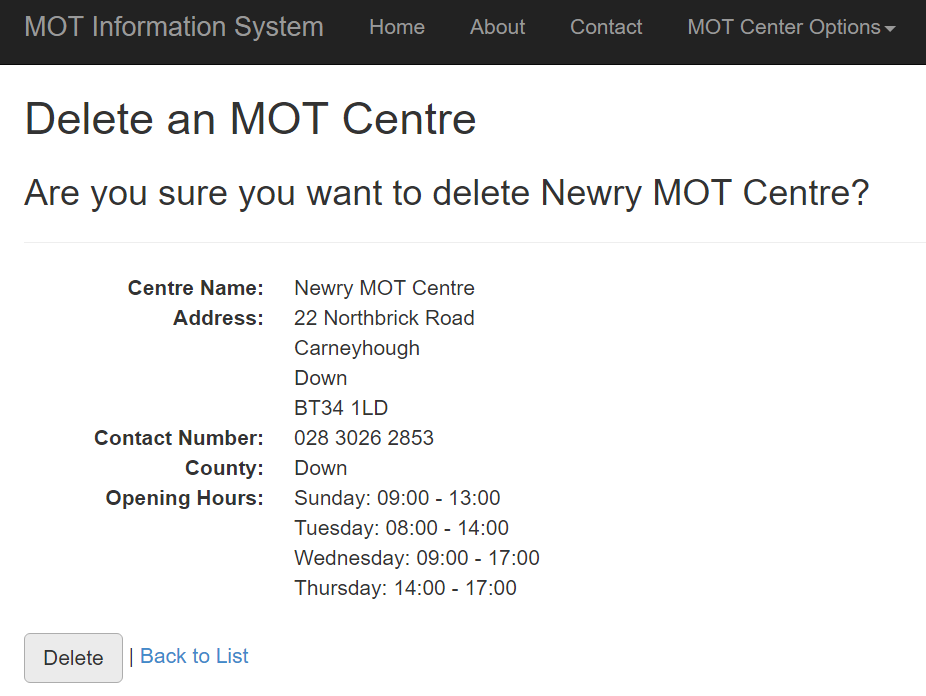 MOT Information System Home About Contact MOT Center Options
Delete an MOT Centre
Are you sure you want to delete Newry MOT Centre?
Centre Name: Newry MOT Centre
Address: 22 Northbrick Road
Carneyhough
Down
BT34 1LD
Contact Number: 028 3026 2853
County: Down
Opening Hours: Sunday: 09:00 - 13:00
Tuesday: 08:00 - 14:00
Wednesday: 09:00 - 17:00
Thursday: 14:00 - 17:00
Delete | Back to List